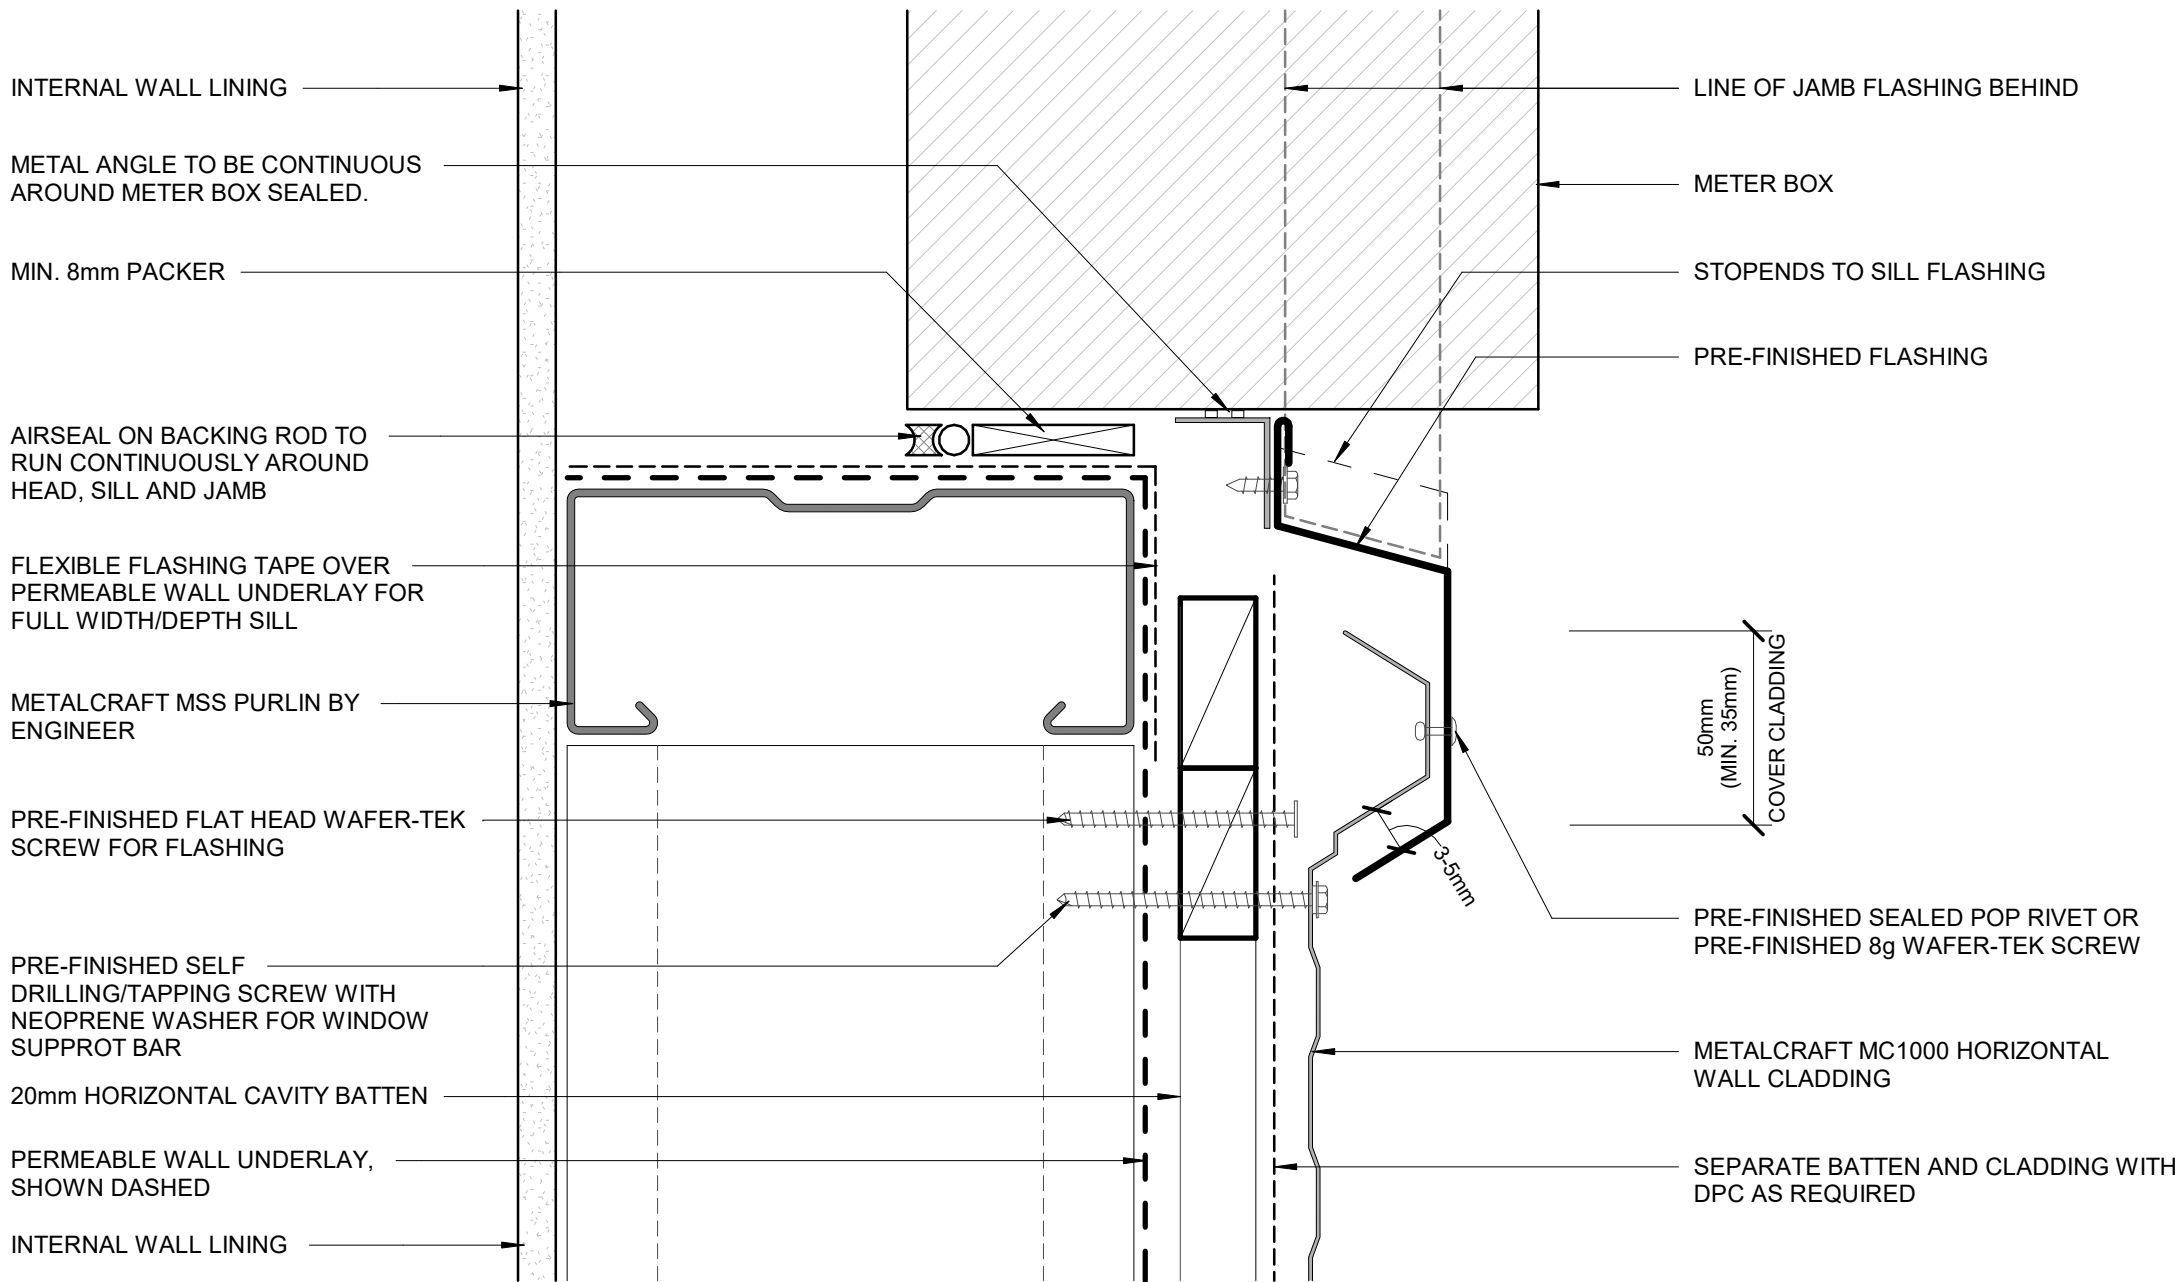 INTERNAL WALL LINING
METAL ANGLE TO BE CONTINUOUS
AROUND METER BOX SEALED.
MIN. 8mm PACKER
AIRSEAL ON BACKING ROD TO
RUN CONTINUOUSLY AROUND
HEAD, SILL AND JAMB
FLEXIBLE FLASHING TAPE OVER
PERMEABLE WALL UNDERLAY FOR
FULL WIDTH/DEPTH SILL
METALCRAFT MSS PURLIN BY
ENGINEER
PRE-FINISHED FLAT HEAD WAFER-TEK
SCREW FOR FLASHING
PRE-FINISHED SELF
DRILLING/TAPPING SCREW WITH
NEOPRENE WASHER FOR WINDOW
SUPPROT BAR
20mm HORIZONTAL CAVITY BATTEN
PERMEABLE WALL UNDERLAY,
SHOWN DASHED
INTERNAL WALL LINING
LINE OF JAMB FLASHING BEHIND
METER BOX
STOPENDS TO SILL FLASHING
PRE-FINISHED FLASHING
50mm
(MIN. 35mm)
COVER CLADDING
3-5mm
PRE-FINISHED SEALED POP RIVET OR
PRE-FINISHED 8g WAFER-TEK SCREW
METALCRAFT MC1000 HORIZONTAL
WALL CLADDING
SEPARATE BATTEN AND CLADDING WITH
DPC AS REQUIRED